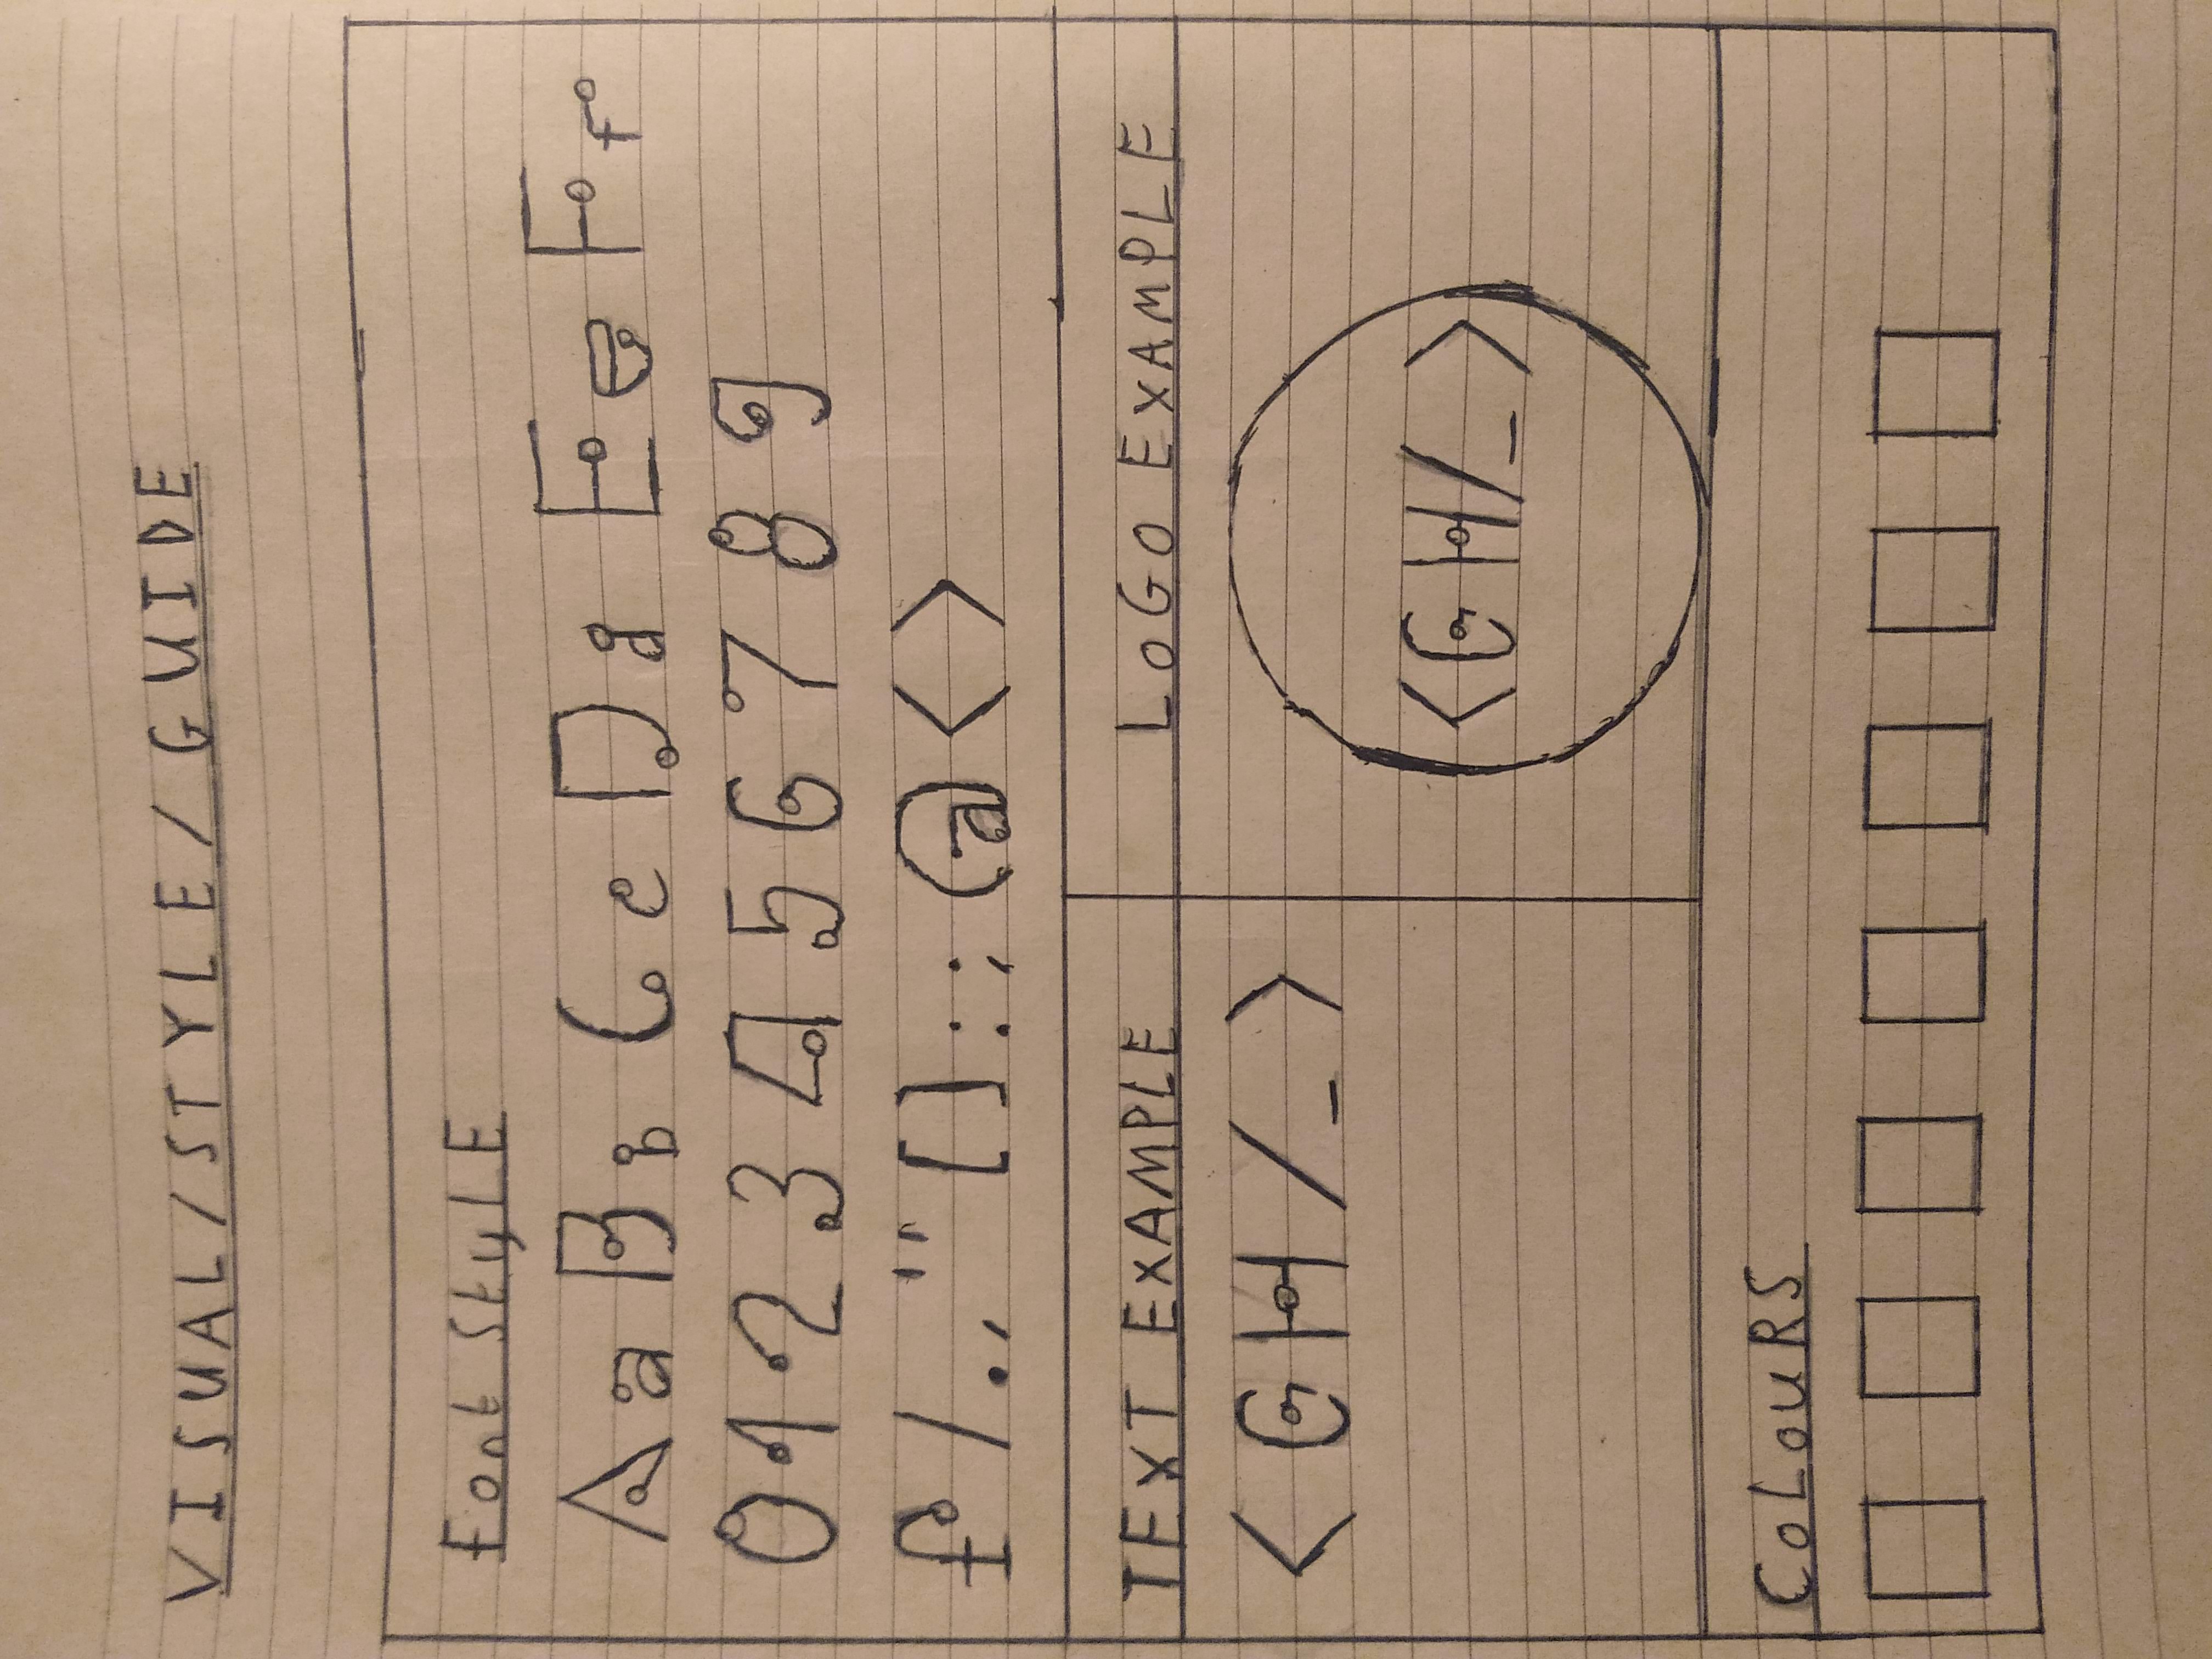 VISUAL/STYLE/GUIDE
Font StyLE
A a B b C c D d E e F f
0 1 2 3 4 5 6 7 8 9
f / . , " [ ] : ; @ < >
TEXT EXAMPLE
<GH/_>
LOGO EXAMPLE
<GH/_>
COLOURS